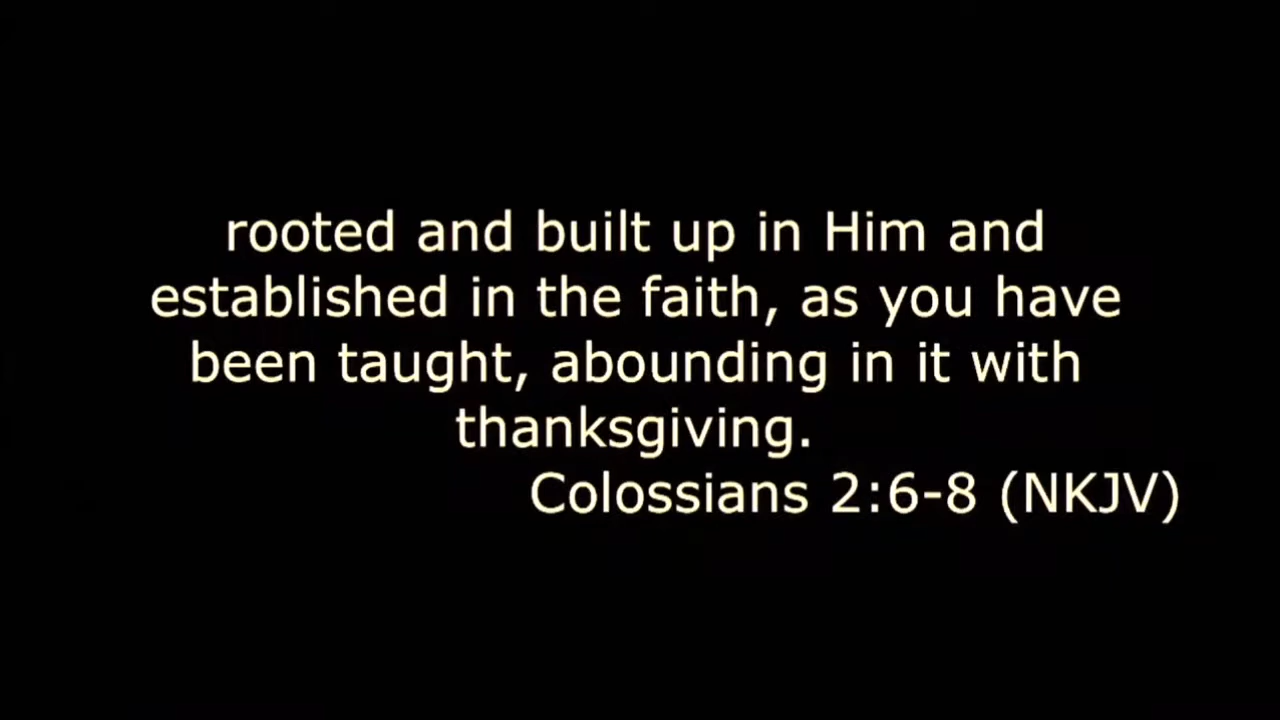 rooted and built up in Him and
established in the faith, as you have
been taught, abounding in it with
thanksgiving.
Colossians 2:6-8 (NKJV)